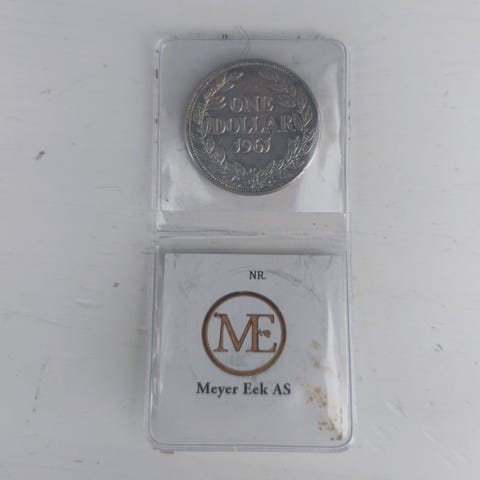 ONE
DOLLAR
1961
NR.
ME
Meyer Eek AS